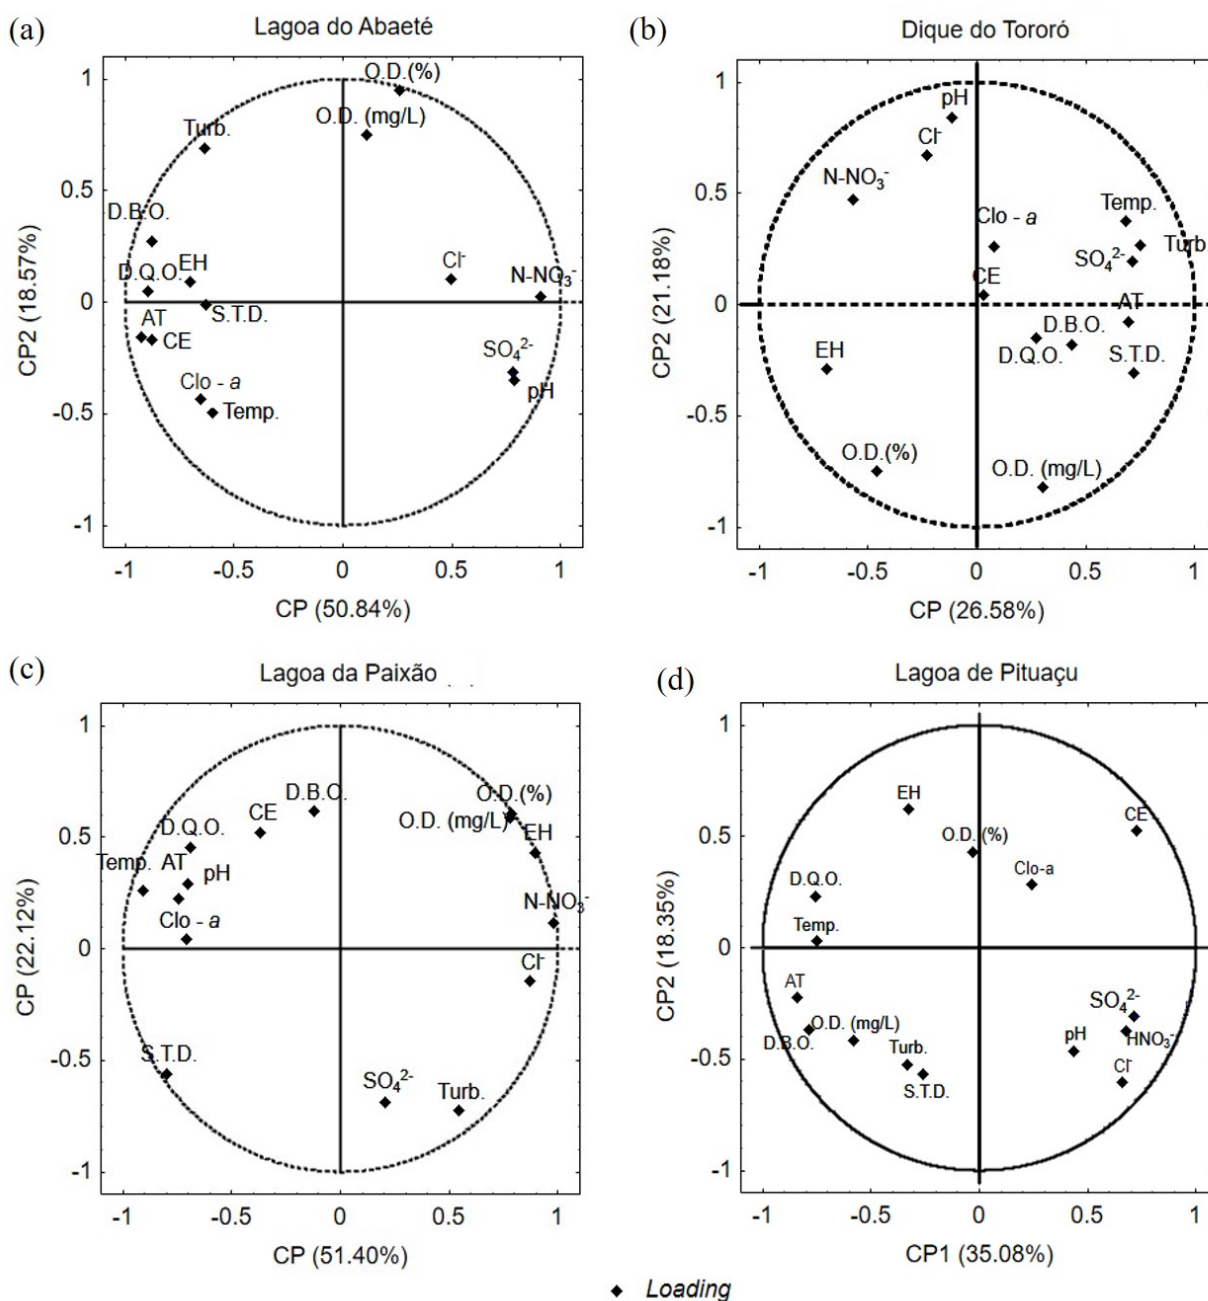 (a)
Lagoa do Abaeté
1
0.5
0
-0.5
-1
CP2 (18.57%)
O.D.(%)
O.D. (mg/L)
Turb.
D.B.O.
EH
D.Q.O.
S.T.D.
Cl⁻
N-NO₃⁻
AT
CE
SO₄²⁻
pH
Clo - a
Temp.
-1 -0.5 0 0.5 1
CP (50.84%)
(b)
Dique do Tororó
1
0.5
0
-0.5
-1
CP2 (21.18%)
pH
Cl⁻
N-NO₃⁻
Clo - a
Temp.
Turb.
SO₄²⁻
CE
AT
D.B.O.
D.Q.O.
S.T.D.
EH
O.D.(%)
O.D. (mg/L)
-1 -0.5 0 0.5 1
CP (26.58%)
(c)
Lagoa da Paixão
1
0.5
0
-0.5
-1
CP (22.12%)
D.B.O.
CE
O.D.(%)
O.D. (mg/L)
EH
D.Q.O.
Temp. AT pH
N-NO₃⁻
Clo - a
Cl⁻
S.T.D.
SO₄²⁻
Turb.
-1 -0.5 0 0.5 1
CP (51.40%)
(d)
Lagoa de Pituaçu
1
0.5
0
-0.5
-1
CP2 (18.35%)
EH
CE
O.D. (%)
Clo-a
D.Q.O.
Temp.
AT
SO₄²⁻
O.D. (mg/L)
D.B.O.
pH
HNO₃⁻
Turb.
Cl⁻
S.T.D.
-1 -0.5 0 0.5 1
CP1 (35.08%)
Loading